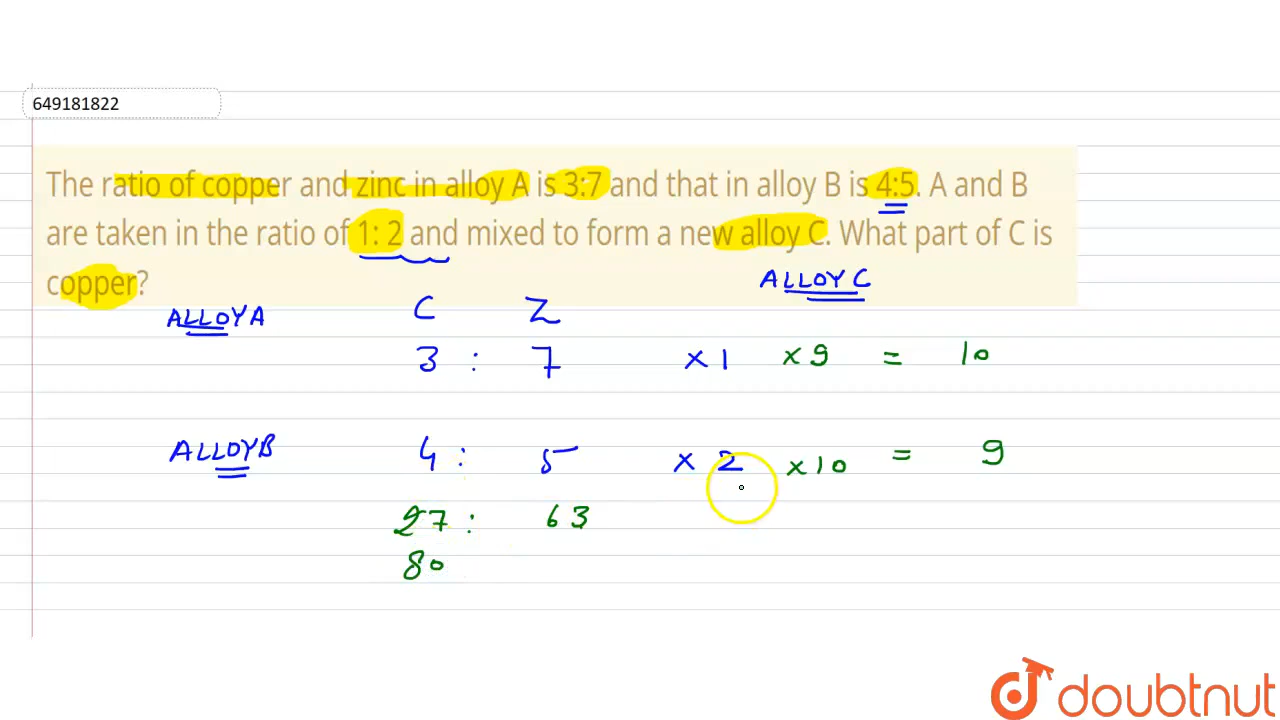 649181822
The ratio of copper and zinc in alloy A is 3:7 and that in alloy B is 4:5. A and B
are taken in the ratio of 1: 2 and mixed to form a new alloy C. What part of C is
copper?
ALLOY C
ALLOY A C Z
3 : 7 ×1 ×9 = 10
ALLOY B 4 : 5 × 2 ×10 = 9
27 : 63
80
doubtnut